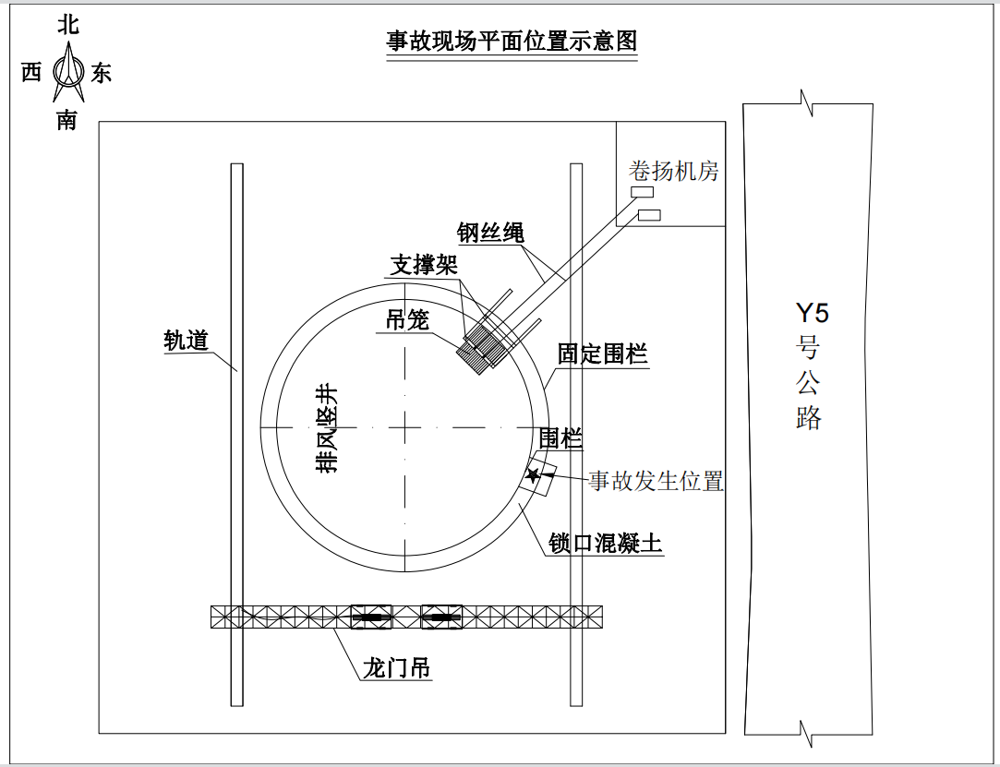 事故现场平面位置示意图
北
西
东
南
卷扬机房
钢丝绳
支撑架
吊笼
轨道
固定围栏
排风竖井
围栏
事故发生位置
锁口混凝土
龙门吊
Y5
号
公
路